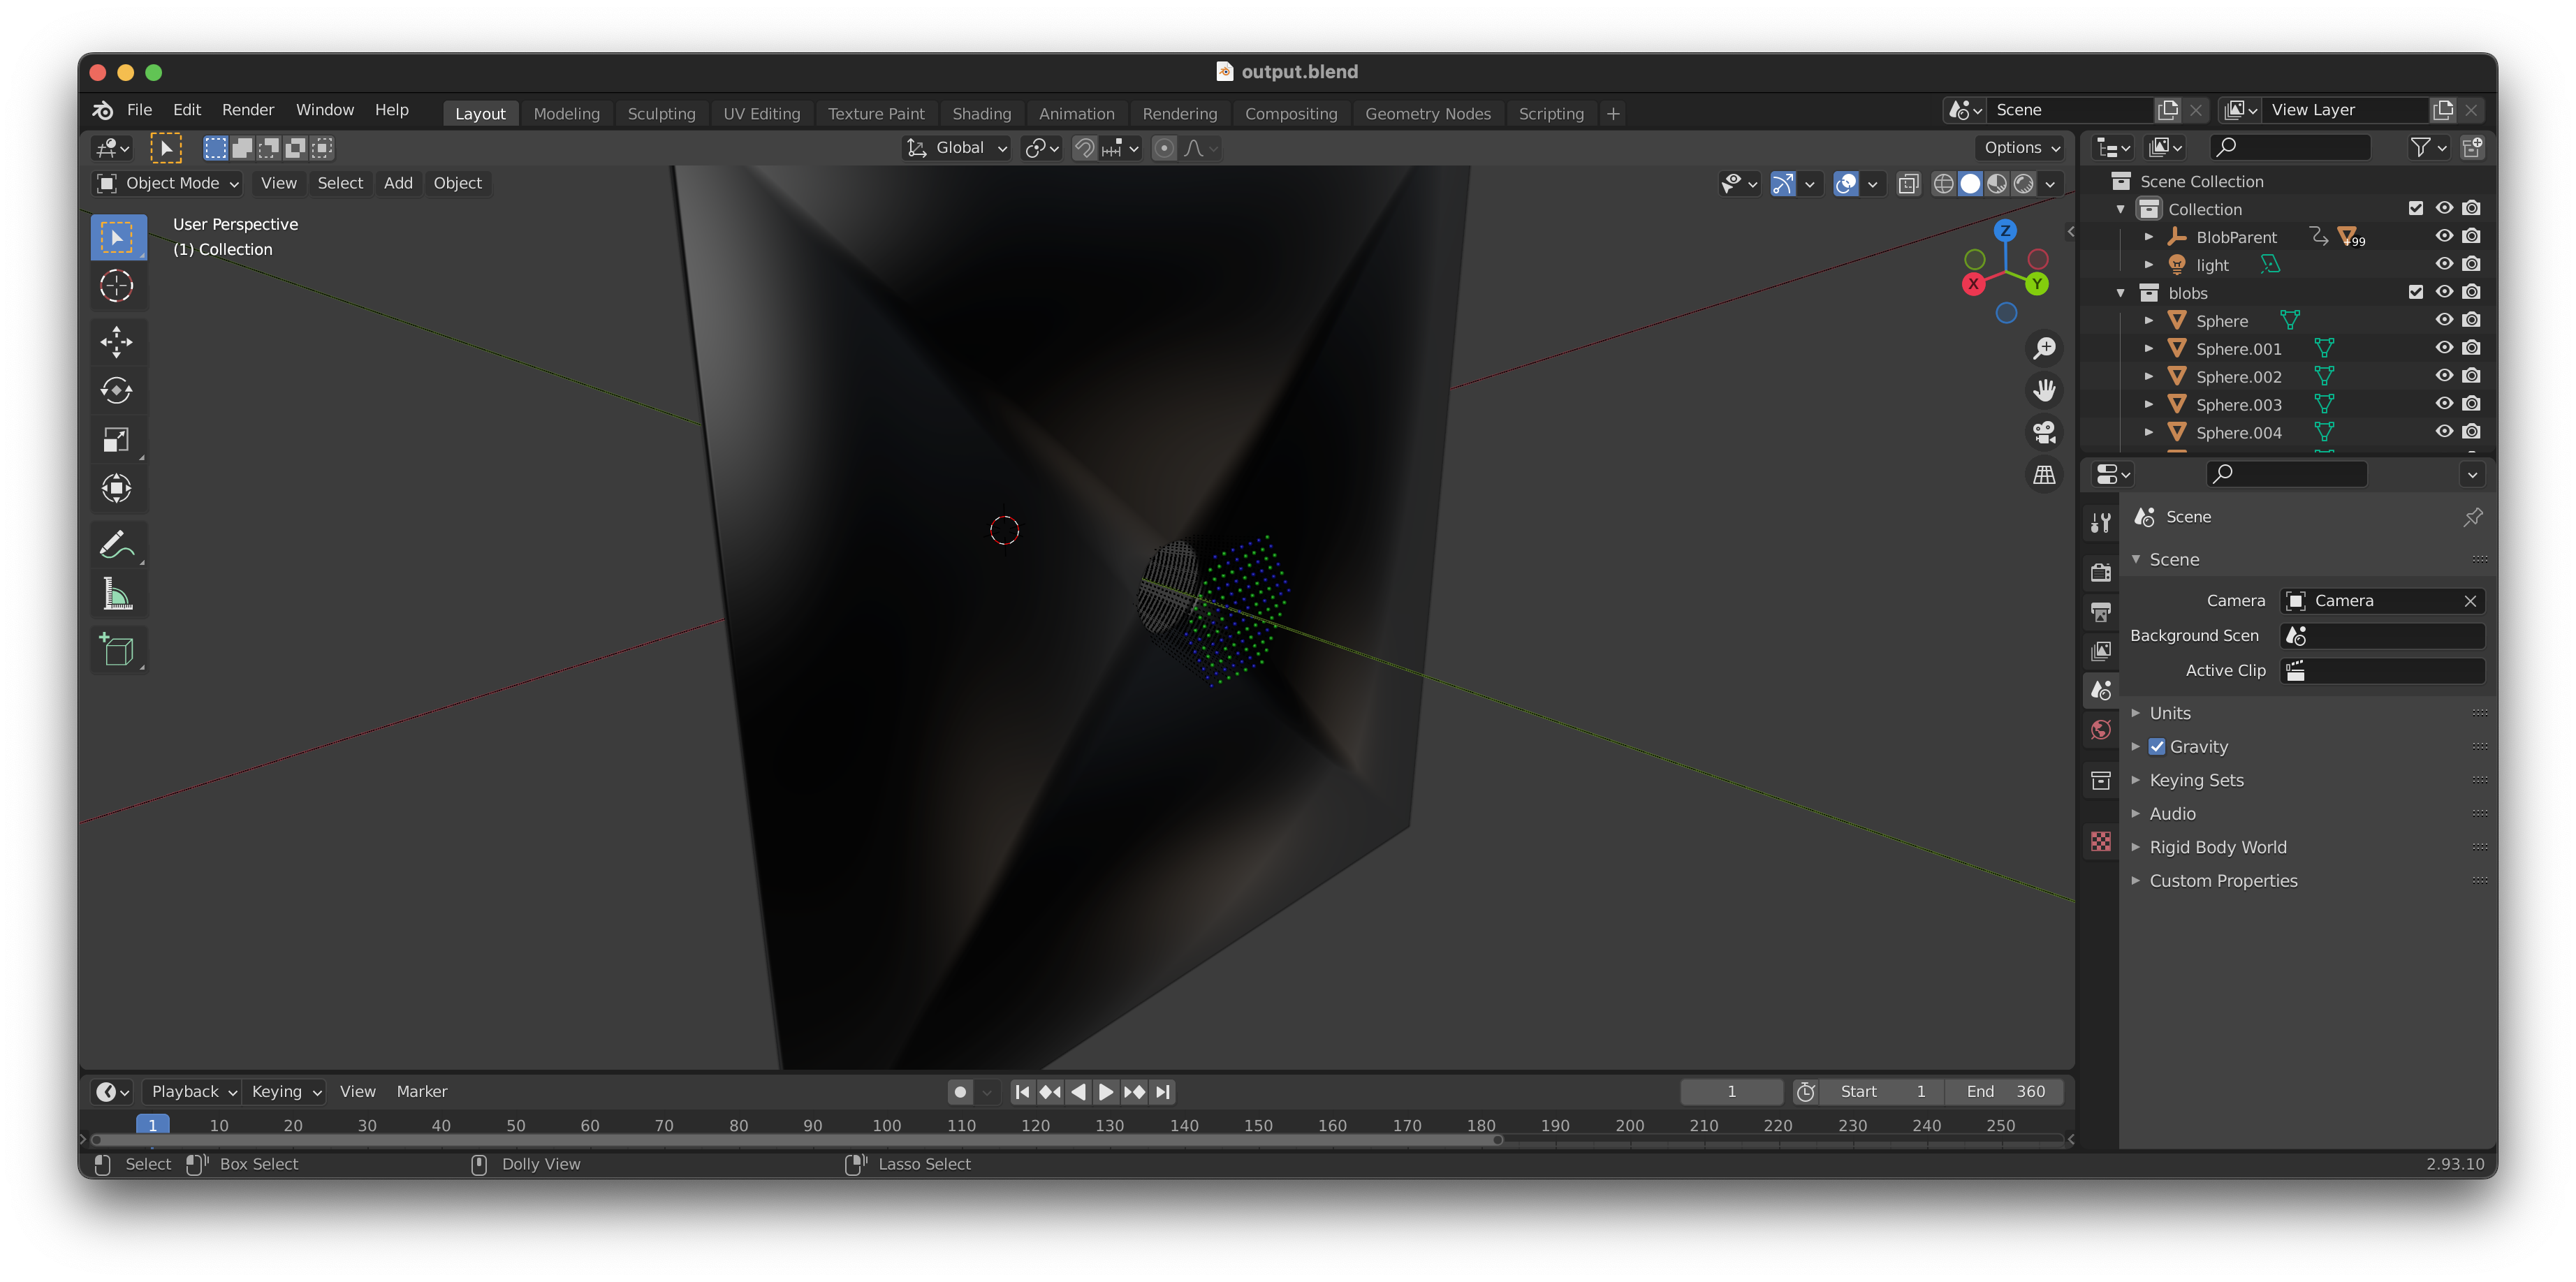 output.blend
File Edit Render Window Help Layout Modeling Sculpting UV Editing Texture Paint Shading Animation Rendering Compositing Geometry Nodes Scripting + Scene View Layer
Global Options
Object Mode View Select Add Object
User Perspective
(1) Collection
Z
X Y
Scene Collection
Collection
BlobParent +99
light
blobs
Sphere
Sphere.001
Sphere.002
Sphere.003
Sphere.004
Scene
Scene
Camera Camera
Background Scen
Active Clip
Units
Gravity
Keying Sets
Audio
Rigid Body World
Custom Properties
Playback Keying View Marker 1 Start 1 End 360
1 10 20 30 40 50 60 70 80 90 100 110 120 130 140 150 160 170 180 190 200 210 220 230 240 250
Select Box Select Dolly View Lasso Select 2.93.10